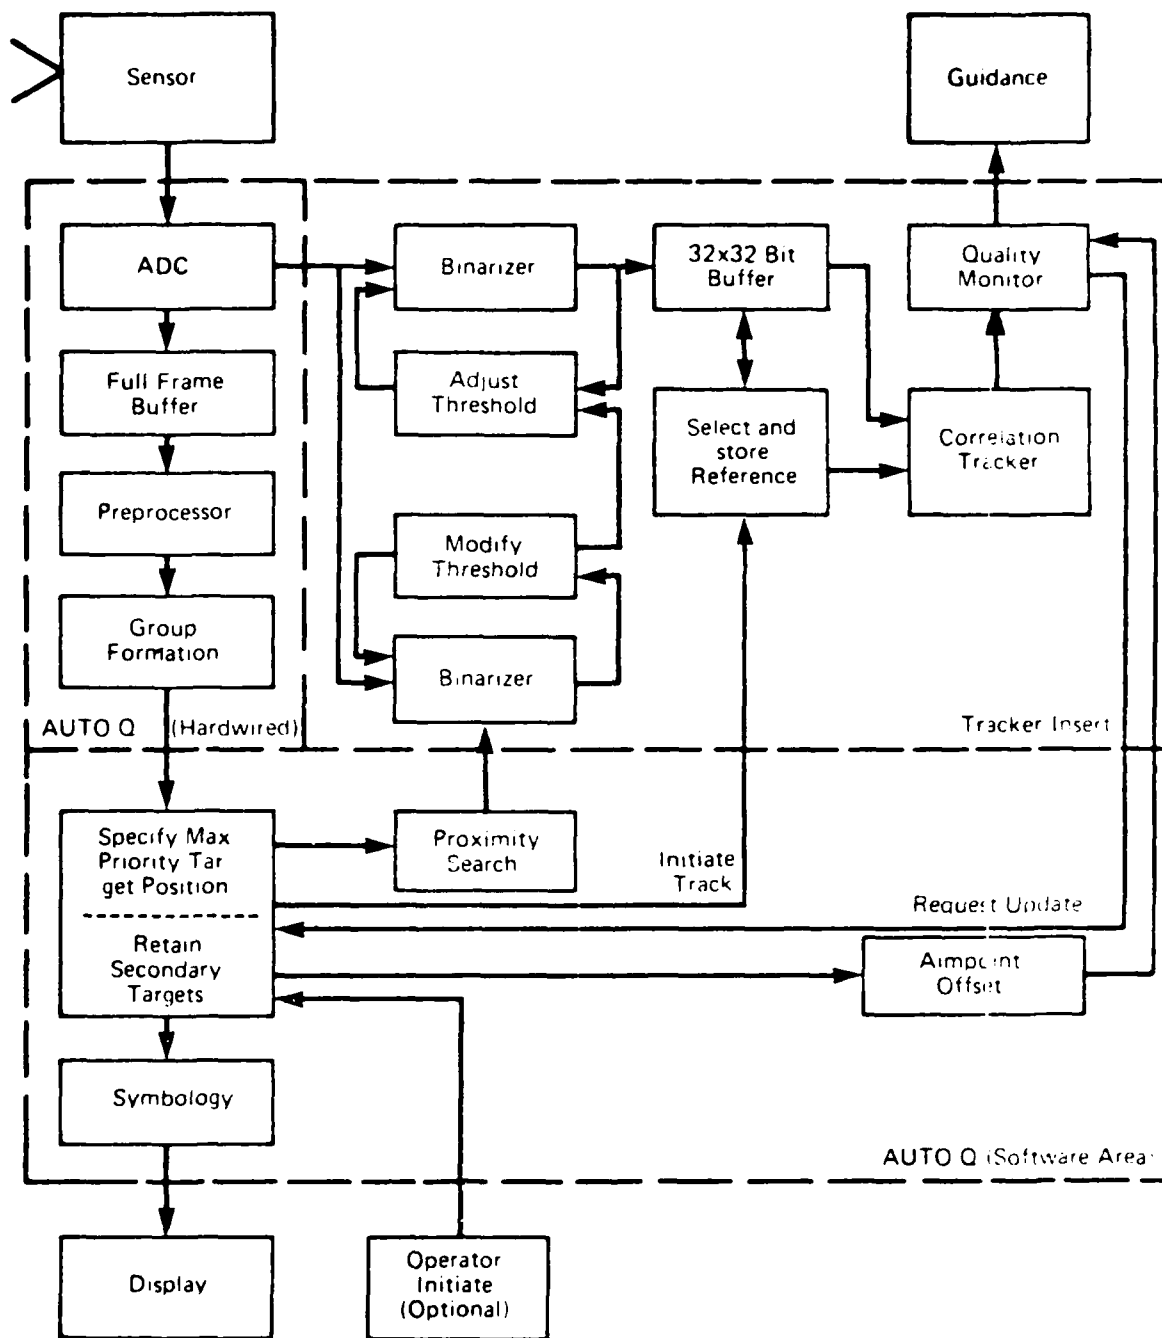 Sensor
Guidance
ADC
Binarizer
32x32 Bit
Buffer
Quality
Monitor
Full Frame
Buffer
Adjust
Threshold
Select and
store
Reference
Correlation
Tracker
Preprocessor
Modify
Threshold
Group
Formation
Binarizer
AUTO Q (Hardwired)
Tracker Insert
Specify Max
Priority Tar
get Position
Retain
Secondary
Targets
Proximity
Search
Initiate
Track
Request Update
Aimpoint
Offset
Symbology
AUTO Q (Software Area)
Display
Operator
Initiate
(Optional)